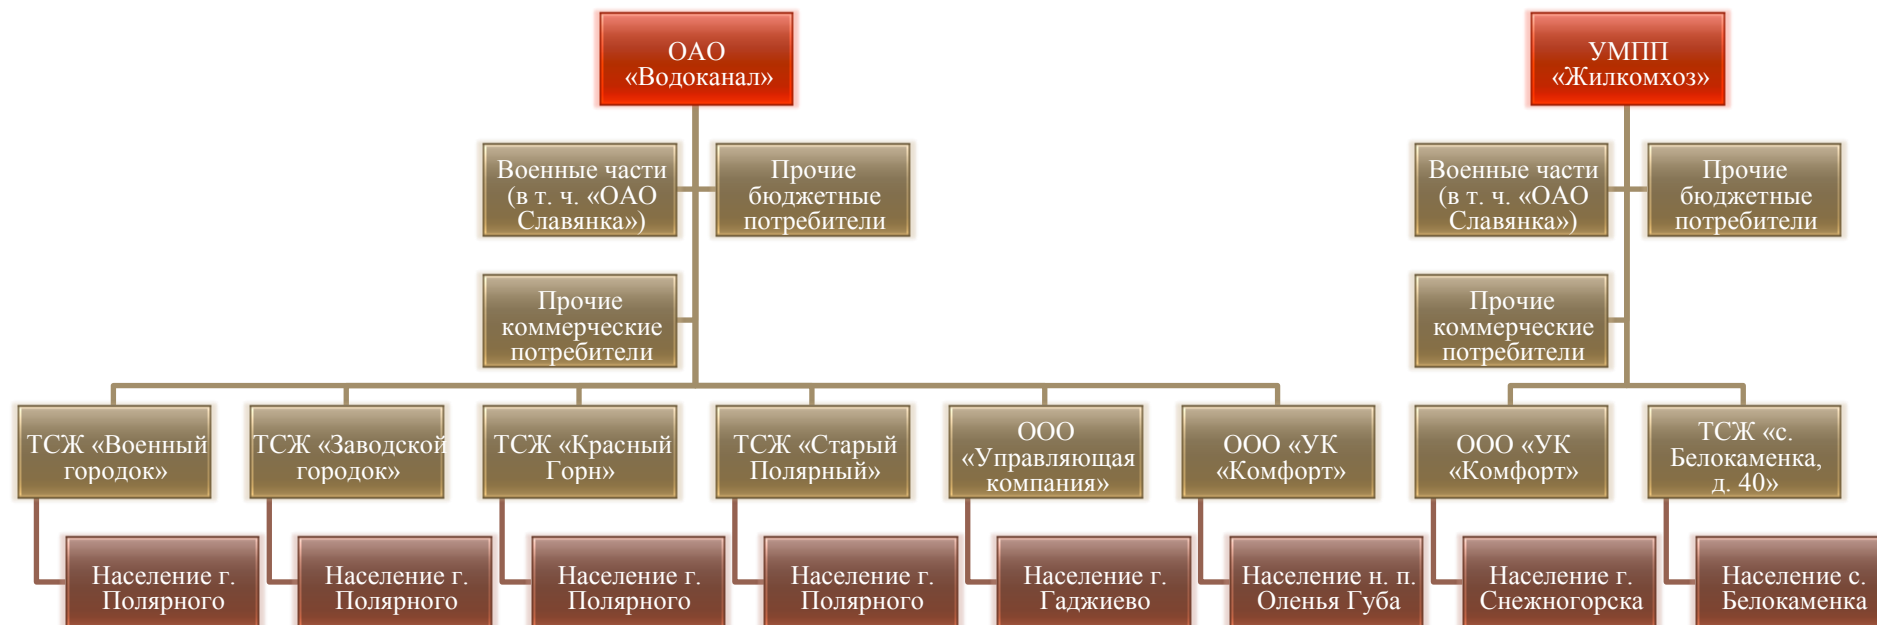 ОАО
«Водоканал»
УМПП
«Жилкомхоз»
Военные части
(в т. ч. «ОАО
Славянка»)
Прочие
бюджетные
потребители
Военные части
(в т. ч. «ОАО
Славянка»)
Прочие
бюджетные
потребители
Прочие
коммерческие
потребители
Прочие
коммерческие
потребители
ТСЖ «Военный
городок»
ТСЖ «Заводской
городок»
ТСЖ «Красный
Горн»
ТСЖ «Старый
Полярный»
ООО
«Управляющая
компания»
ООО «УК
«Комфорт»
ООО «УК
«Комфорт»
ТСЖ «с.
Белокаменка,
д. 40»
Население г.
Полярного
Население г.
Полярного
Население г.
Полярного
Население г.
Полярного
Население г.
Гаджиево
Население н. п.
Оленья Губа
Население г.
Снежногорска
Население с.
Белокаменка